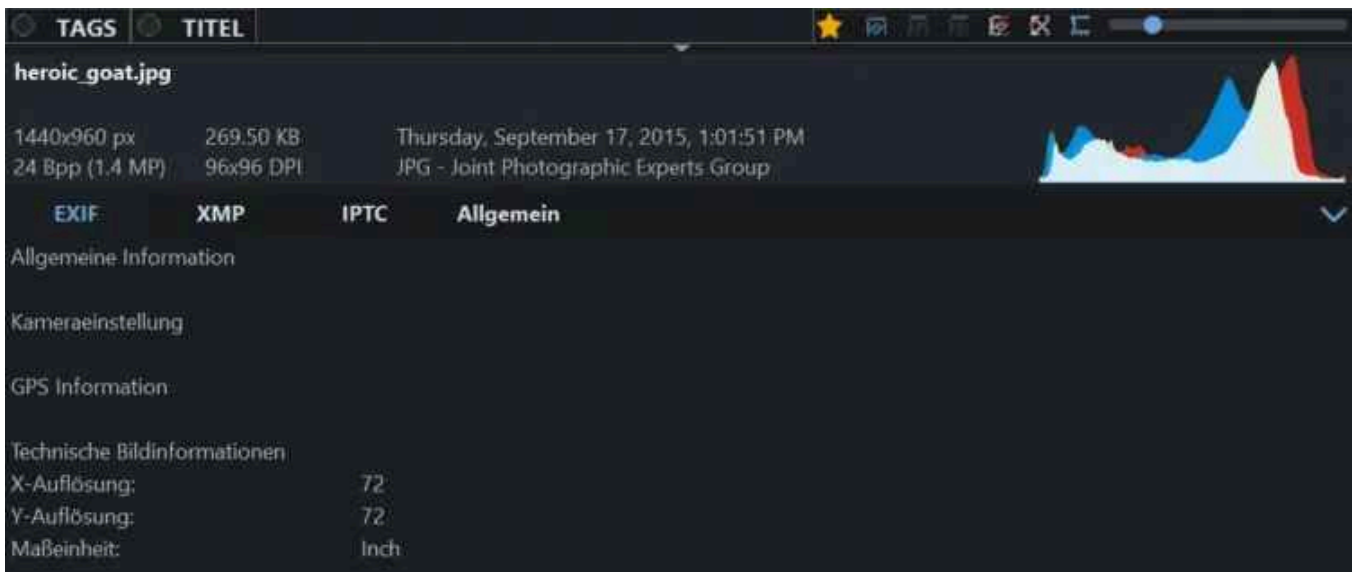 TAGS TITEL
heroic_goat.jpg
1440x960 px 269.50 KB Thursday, September 17, 2015, 1:01:51 PM
24 Bpp (1.4 MP) 96x96 DPI JPG - Joint Photographic Experts Group
EXIF XMP IPTC Allgemein
Allgemeine Information
Kameraeinstellung
GPS Information
Technische Bildinformationen
X-Auflösung: 72
Y-Auflösung: 72
Maßeinheit: Inch